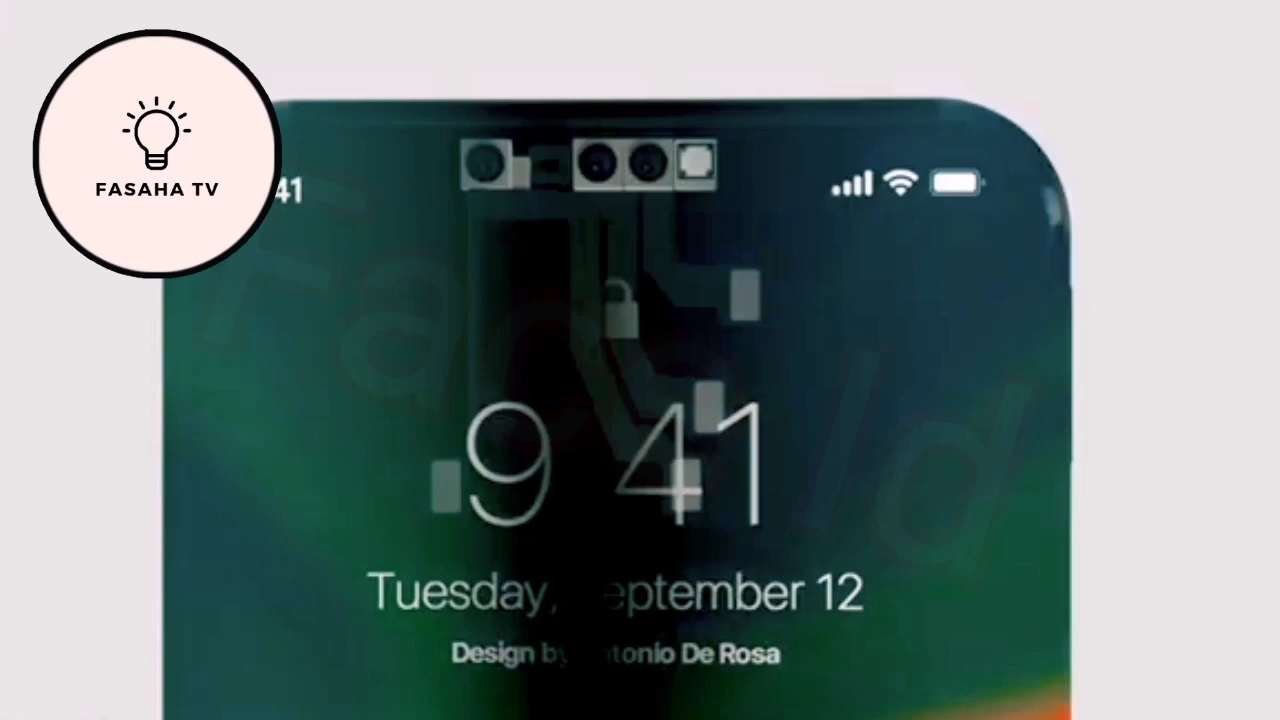 FASAHA TV
41
9 41
Tuesday, eptember 12
Design by tonio De Rosa